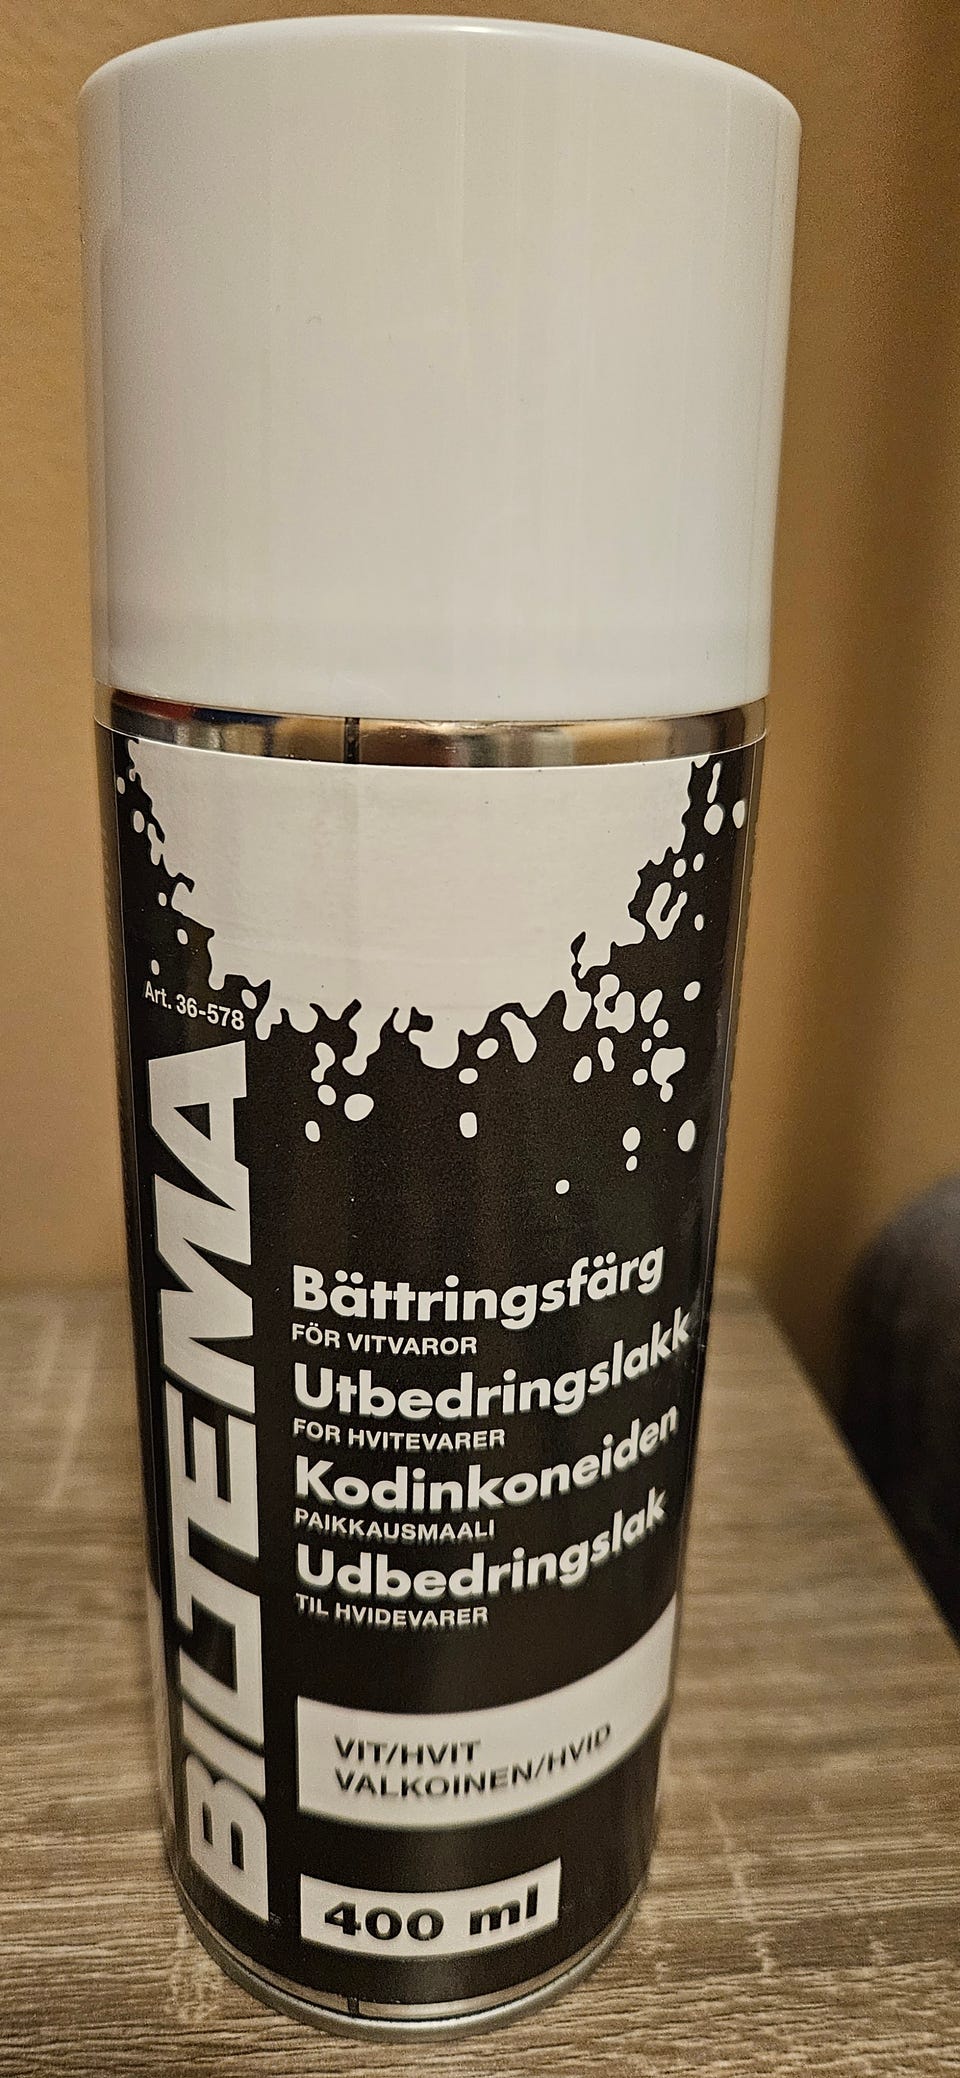 Art. 36-578
BILTEMA
Bättringsfärg
FÖR VITVAROR
Utbedringslakk
FOR HVITEVARER
Kodinkoneiden
PAIKKAUSMAALI
Udbedringslak
TIL HVIDEVARER
VIT/HVIT
VALKOINEN/HVID
400 ml